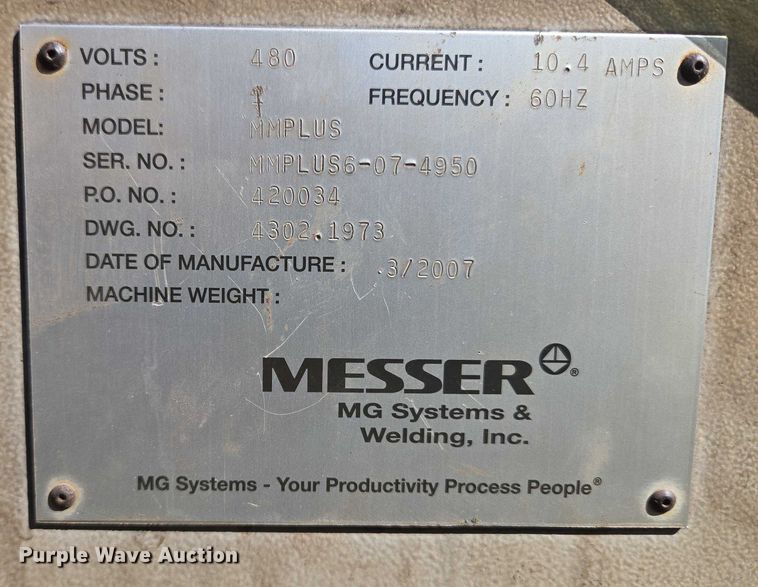 VOLTS : 480 CURRENT : 10.4 AMPS
PHASE : 1 FREQUENCY : 60HZ
MODEL: MMPLUS
SER. NO. : MMPLUS6-07-4950
P.O. NO. : 420034
DWG. NO. : 4302.1973
DATE OF MANUFACTURE : 3/2007
MACHINE WEIGHT :
MESSER®
MG Systems &
Welding, Inc.
MG Systems - Your Productivity Process People®
Purple Wave Auction